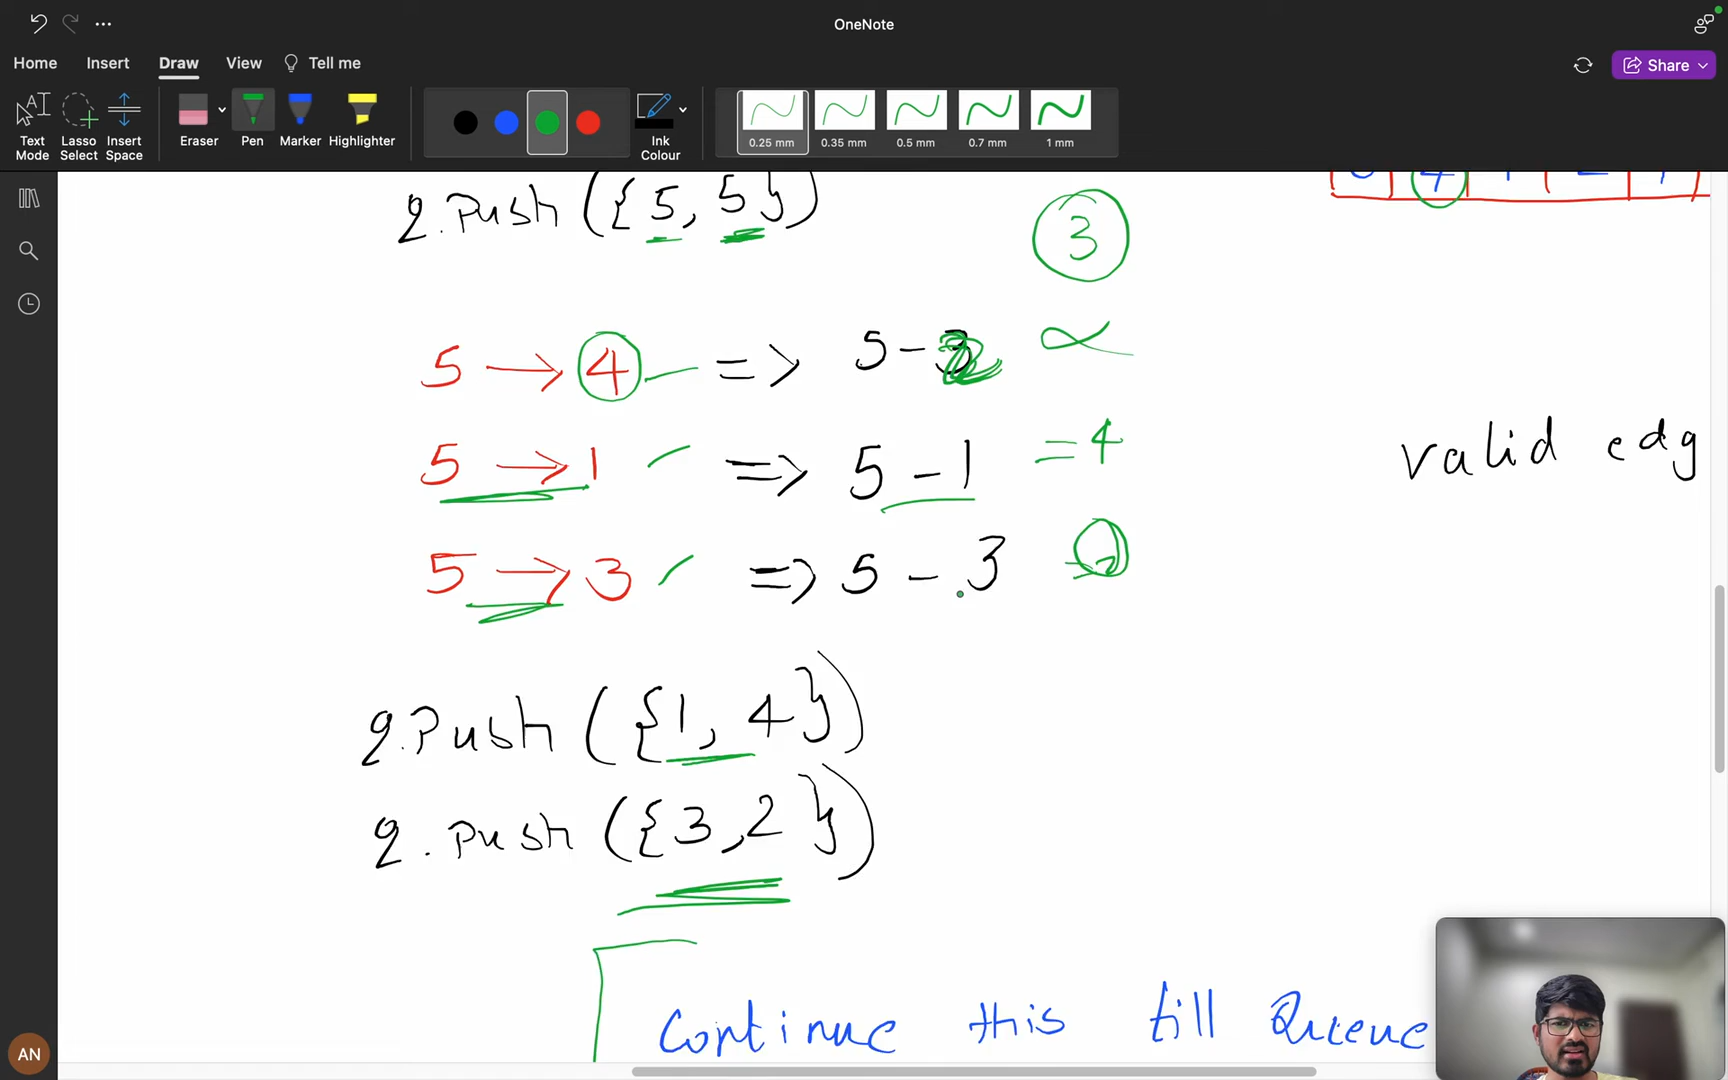 OneNote
Home Insert Draw View Tell me
Share
Text Mode
Lasso Select
Insert Space
Eraser
Pen
Marker
Highlighter
Ink Colour
0.25 mm
0.35 mm
0.5 mm
0.7 mm
1 mm
q.push({5, 5})
3
5 → 4 => 5 -
5 → 1 => 5 - 1 = 4
5 → 3 => 5 - 3 2
valid edg
q.Push({1, 4})
q.push({3, 2})
Continue this till Queue
AN